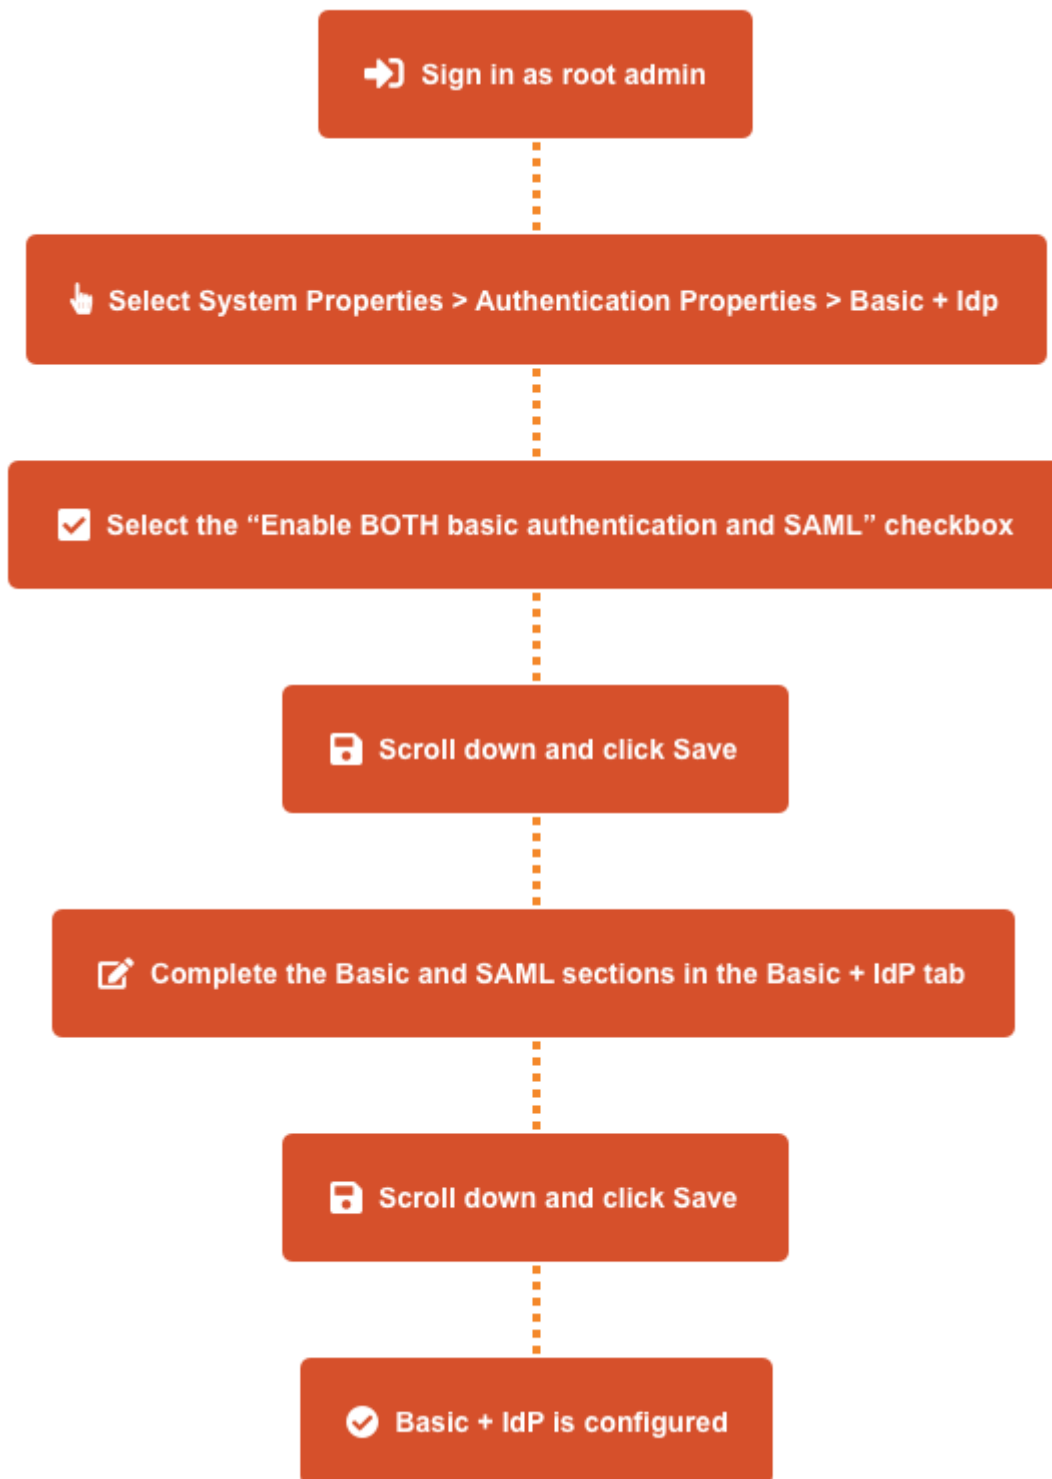 Sign in as root admin
Select System Properties > Authentication Properties > Basic + Idp
Select the “Enable BOTH basic authentication and SAML” checkbox
Scroll down and click Save
Complete the Basic and SAML sections in the Basic + IdP tab
Scroll down and click Save
Basic + IdP is configured